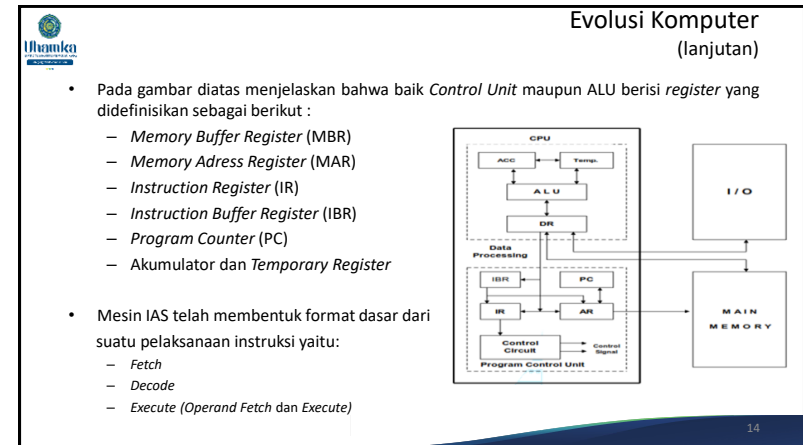 Evolusi Komputer
(lanjutan)
Uhamka
• Pada gambar diatas menjelaskan bahwa baik Control Unit maupun ALU berisi register yang
didefinisikan sebagai berikut :
– Memory Buffer Register (MBR)
– Memory Adress Register (MAR)
– Instruction Register (IR)
– Instruction Buffer Register (IBR)
– Program Counter (PC)
– Akumulator dan Temporary Register
• Mesin IAS telah membentuk format dasar dari
suatu pelaksanaan instruksi yaitu:
– Fetch
– Decode
– Execute (Operand Fetch dan Execute)
CPU
ACC
Temp.
ALU
DR
Data
Processing
IBR
PC
IR
AR
Control
Circuit
Control
Signal
Program Control Unit
I/O
MAIN
MEMORY
14